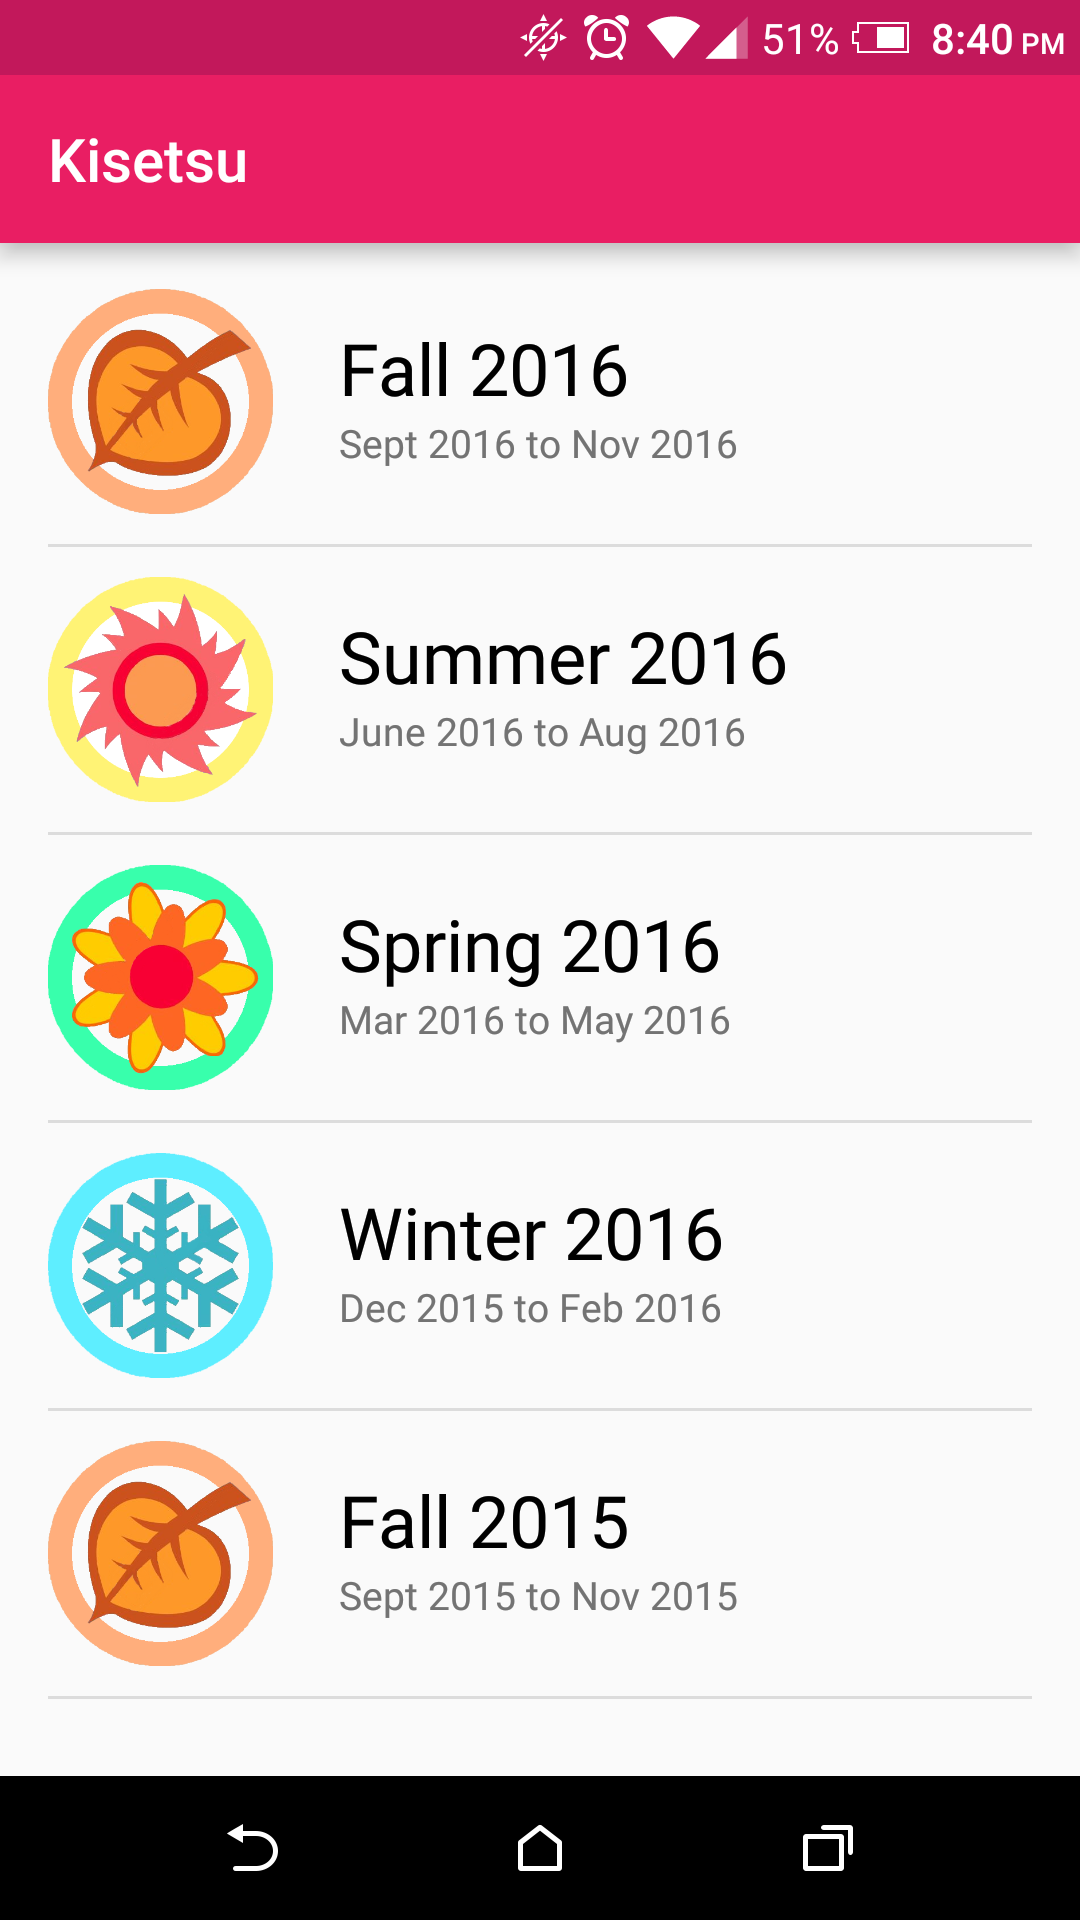 51% 8:40 PM
Kisetsu
Fall 2016
Sept 2016 to Nov 2016
Summer 2016
June 2016 to Aug 2016
Spring 2016
Mar 2016 to May 2016
Winter 2016
Dec 2015 to Feb 2016
Fall 2015
Sept 2015 to Nov 2015